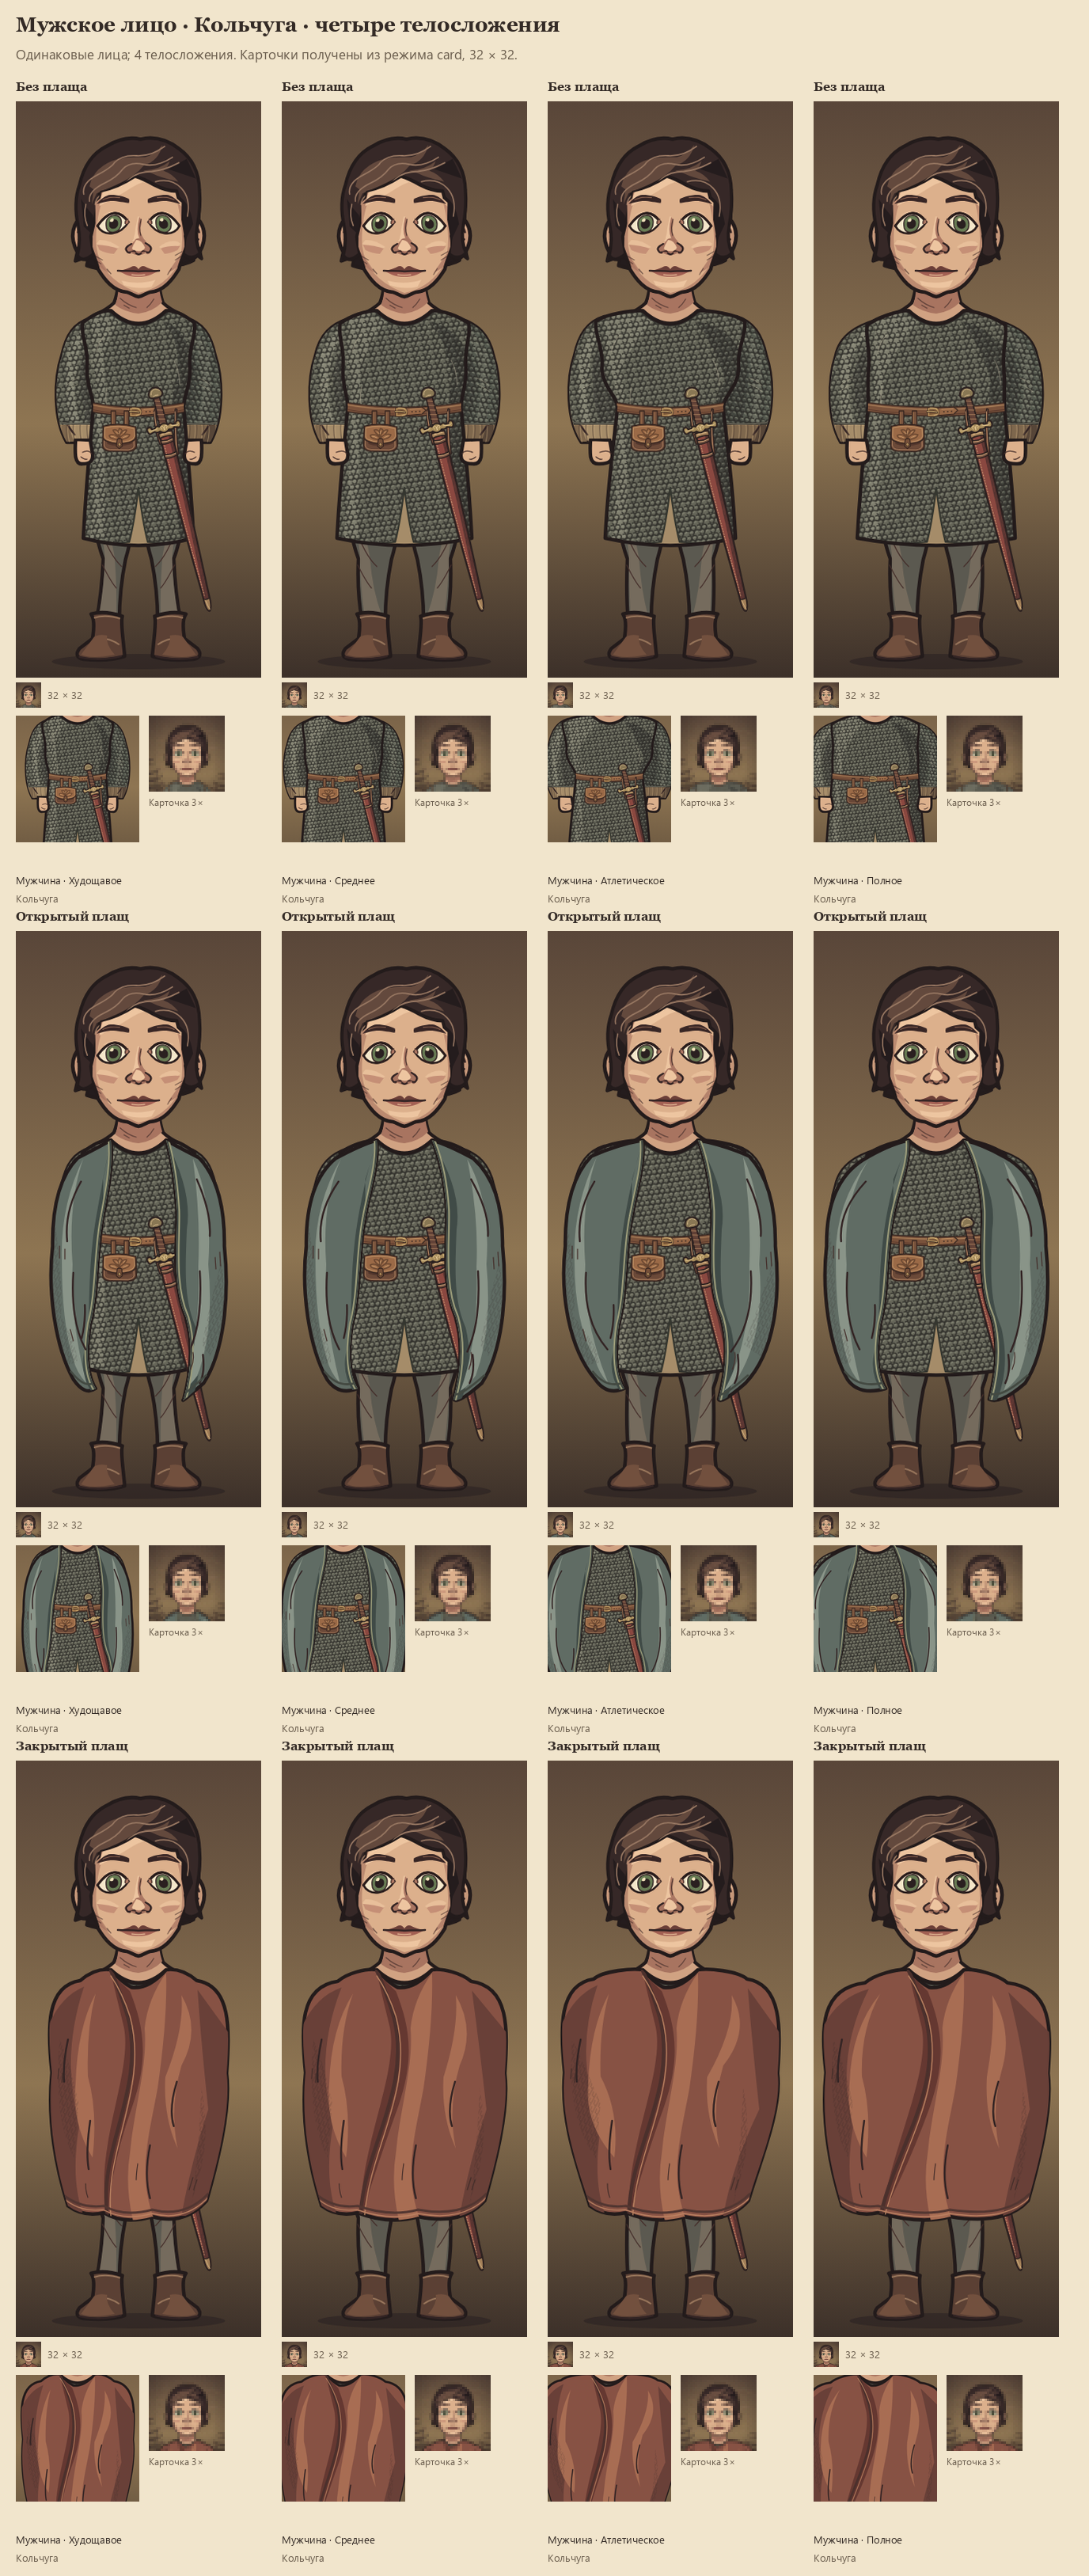 Мужское лицо · Кольчуга · четыре телосложения
Одинаковые лица; 4 телосложения. Карточки получены из режима card, 32 × 32.
Без плаща Без плаща Без плаща Без плаща
32 × 32 32 × 32 32 × 32 32 × 32
Карточка 3× Карточка 3× Карточка 3× Карточка 3×
Мужчина · Худощавое Мужчина · Среднее Мужчина · Атлетическое Мужчина · Полное
Кольчуга Кольчуга Кольчуга Кольчуга
Открытый плащ Открытый плащ Открытый плащ Открытый плащ
32 × 32 32 × 32 32 × 32 32 × 32
Карточка 3× Карточка 3× Карточка 3× Карточка 3×
Мужчина · Худощавое Мужчина · Среднее Мужчина · Атлетическое Мужчина · Полное
Кольчуга Кольчуга Кольчуга Кольчуга
Закрытый плащ Закрытый плащ Закрытый плащ Закрытый плащ
32 × 32 32 × 32 32 × 32 32 × 32
Карточка 3× Карточка 3× Карточка 3× Карточка 3×
Мужчина · Худощавое Мужчина · Среднее Мужчина · Атлетическое Мужчина · Полное
Кольчуга Кольчуга Кольчуга Кольчуга